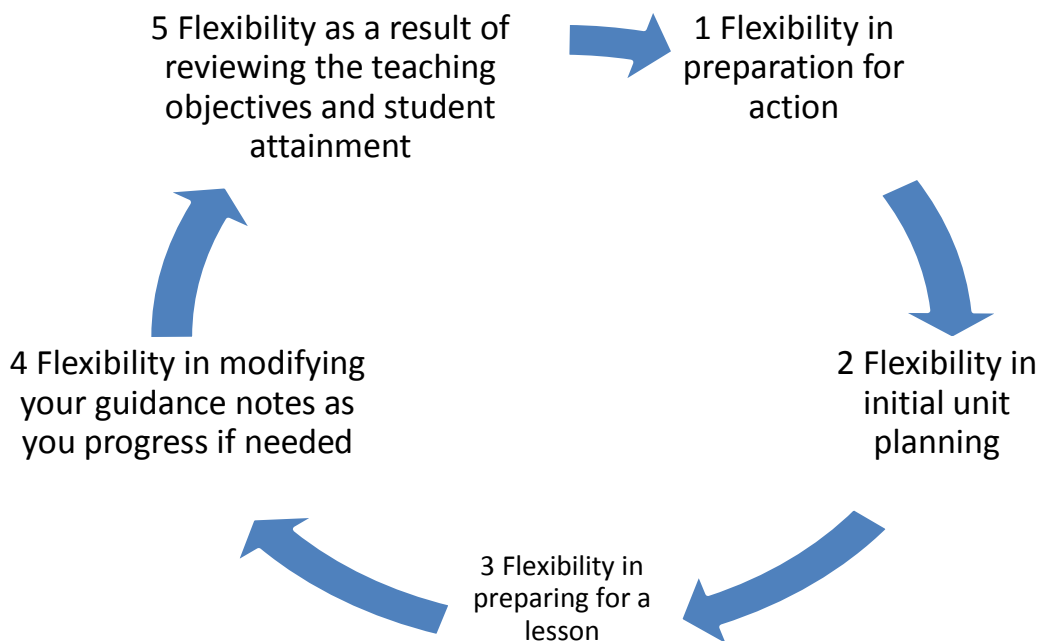 1 Flexibility in
preparation for
action
2 Flexibility in
initial unit
planning
3 Flexibility in
preparing for a
lesson
4 Flexibility in modifying
your guidance notes as
you progress if needed
5 Flexibility as a result of
reviewing the teaching
objectives and student
attainment